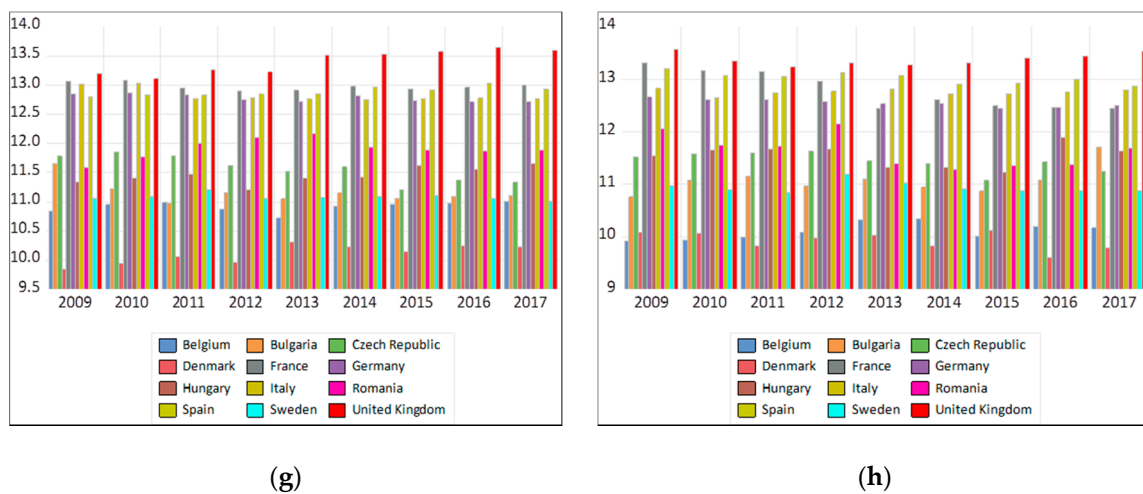 14.0
13.5
13.0
12.5
12.0
11.5
11.0
10.5
10.0
9.5
2009 2010 2011 2012 2013 2014 2015 2016 2017
Belgium Bulgaria Czech Republic
Denmark France Germany
Hungary Italy Romania
Spain Sweden United Kingdom
(g)
14
13
12
11
10
9
2009 2010 2011 2012 2013 2014 2015 2016 2017
Belgium Bulgaria Czech Republic
Denmark France Germany
Hungary Italy Romania
Spain Sweden United Kingdom
(h)